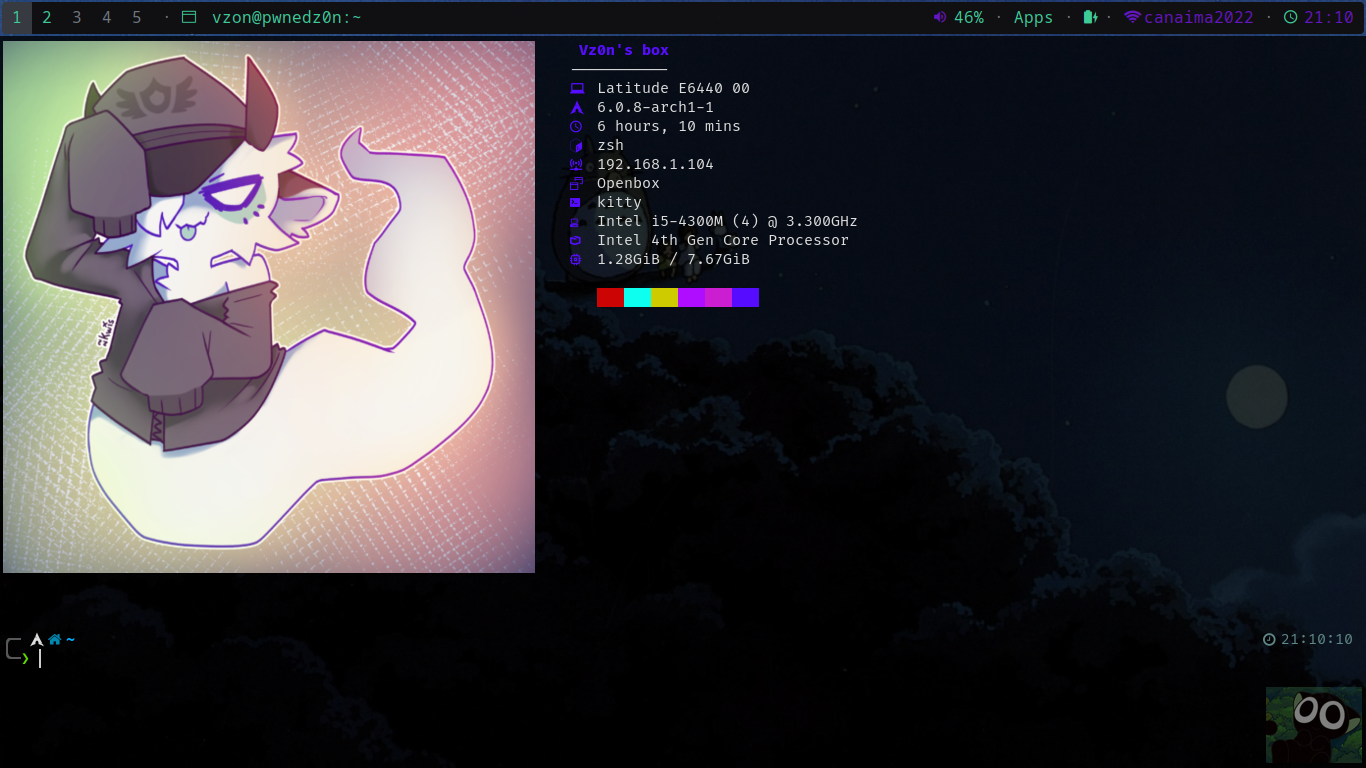 1 2 3 4 5 · vzon@pwnedz0n:~ 46% · Apps · · canaima2022 · 21:10
Vz0n's box
Latitude E6440 00
6.0.8-arch1-1
6 hours, 10 mins
zsh
192.168.1.104
Openbox
kitty
Intel i5-4300M (4) @ 3.300GHz
Intel 4th Gen Core Processor
1.28GiB / 7.67GiB
~Kwis
~ 21:10:10
❯